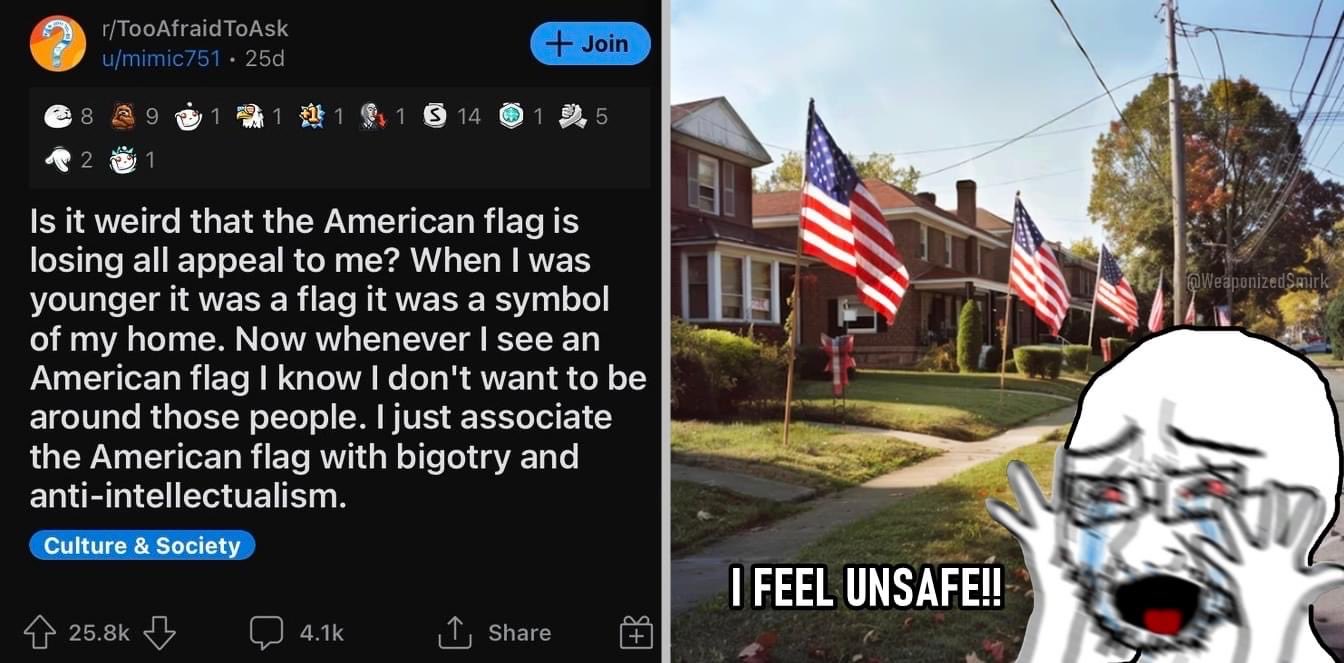 r/TooAfraidToAsk
u/mimic751 • 25d
+ Join
8 9 1 1 +1 1 1 S 14 1 5
2 1
Is it weird that the American flag is
losing all appeal to me? When I was
younger it was a flag it was a symbol
of my home. Now whenever I see an
American flag I know I don't want to be
around those people. I just associate
the American flag with bigotry and
anti-intellectualism.
Culture & Society
25.8k 4.1k Share
@WeaponizedSmirk
I FEEL UNSAFE!!